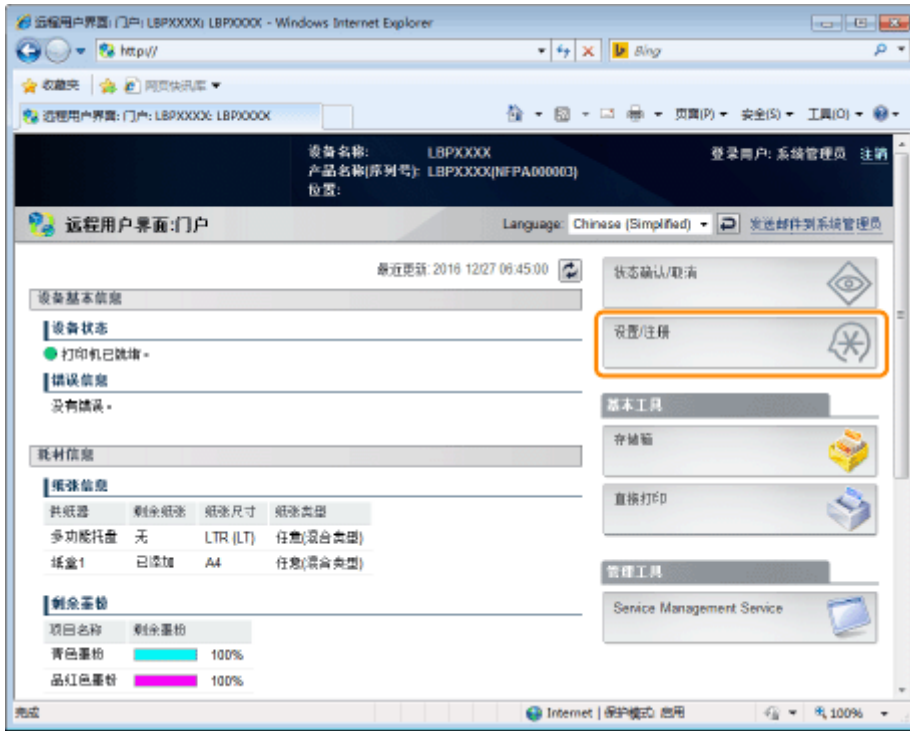 远程用户界面: 门户: LBPXXXX: LBPXXXX - Windows Internet Explorer
http://
Bing
收藏夹 网页快讯库
远程用户界面: 门户: LBPXXXX: LBPXXXX
页面(P) 安全(S) 工具(O)
设备名称: LBPXXXX
产品名称(序列号): LBPXXXX(NFPA000003)
位置:
登录用户: 系统管理员 注销
远程用户界面:门户
Language: Chinese (Simplified) 发送邮件到系统管理员
最近更新: 2016 12/27 06:45:00
设备基本信息
设备状态
打印机已就绪。
错误信息
没有错误。
耗材信息
纸张信息
供纸器 剩余纸张 纸张尺寸 纸张类型
多功能托盘 无 LTR (LT) 任意(混合类型)
纸盒1 已添加 A4 任意(混合类型)
剩余墨粉
项目名称 剩余墨粉
青色墨粉 100%
品红色墨粉 100%
状态确认/取消
设置/注册
基本工具
存储箱
直接打印
管理工具
Service Management Service
完成
Internet | 保护模式: 启用
100%